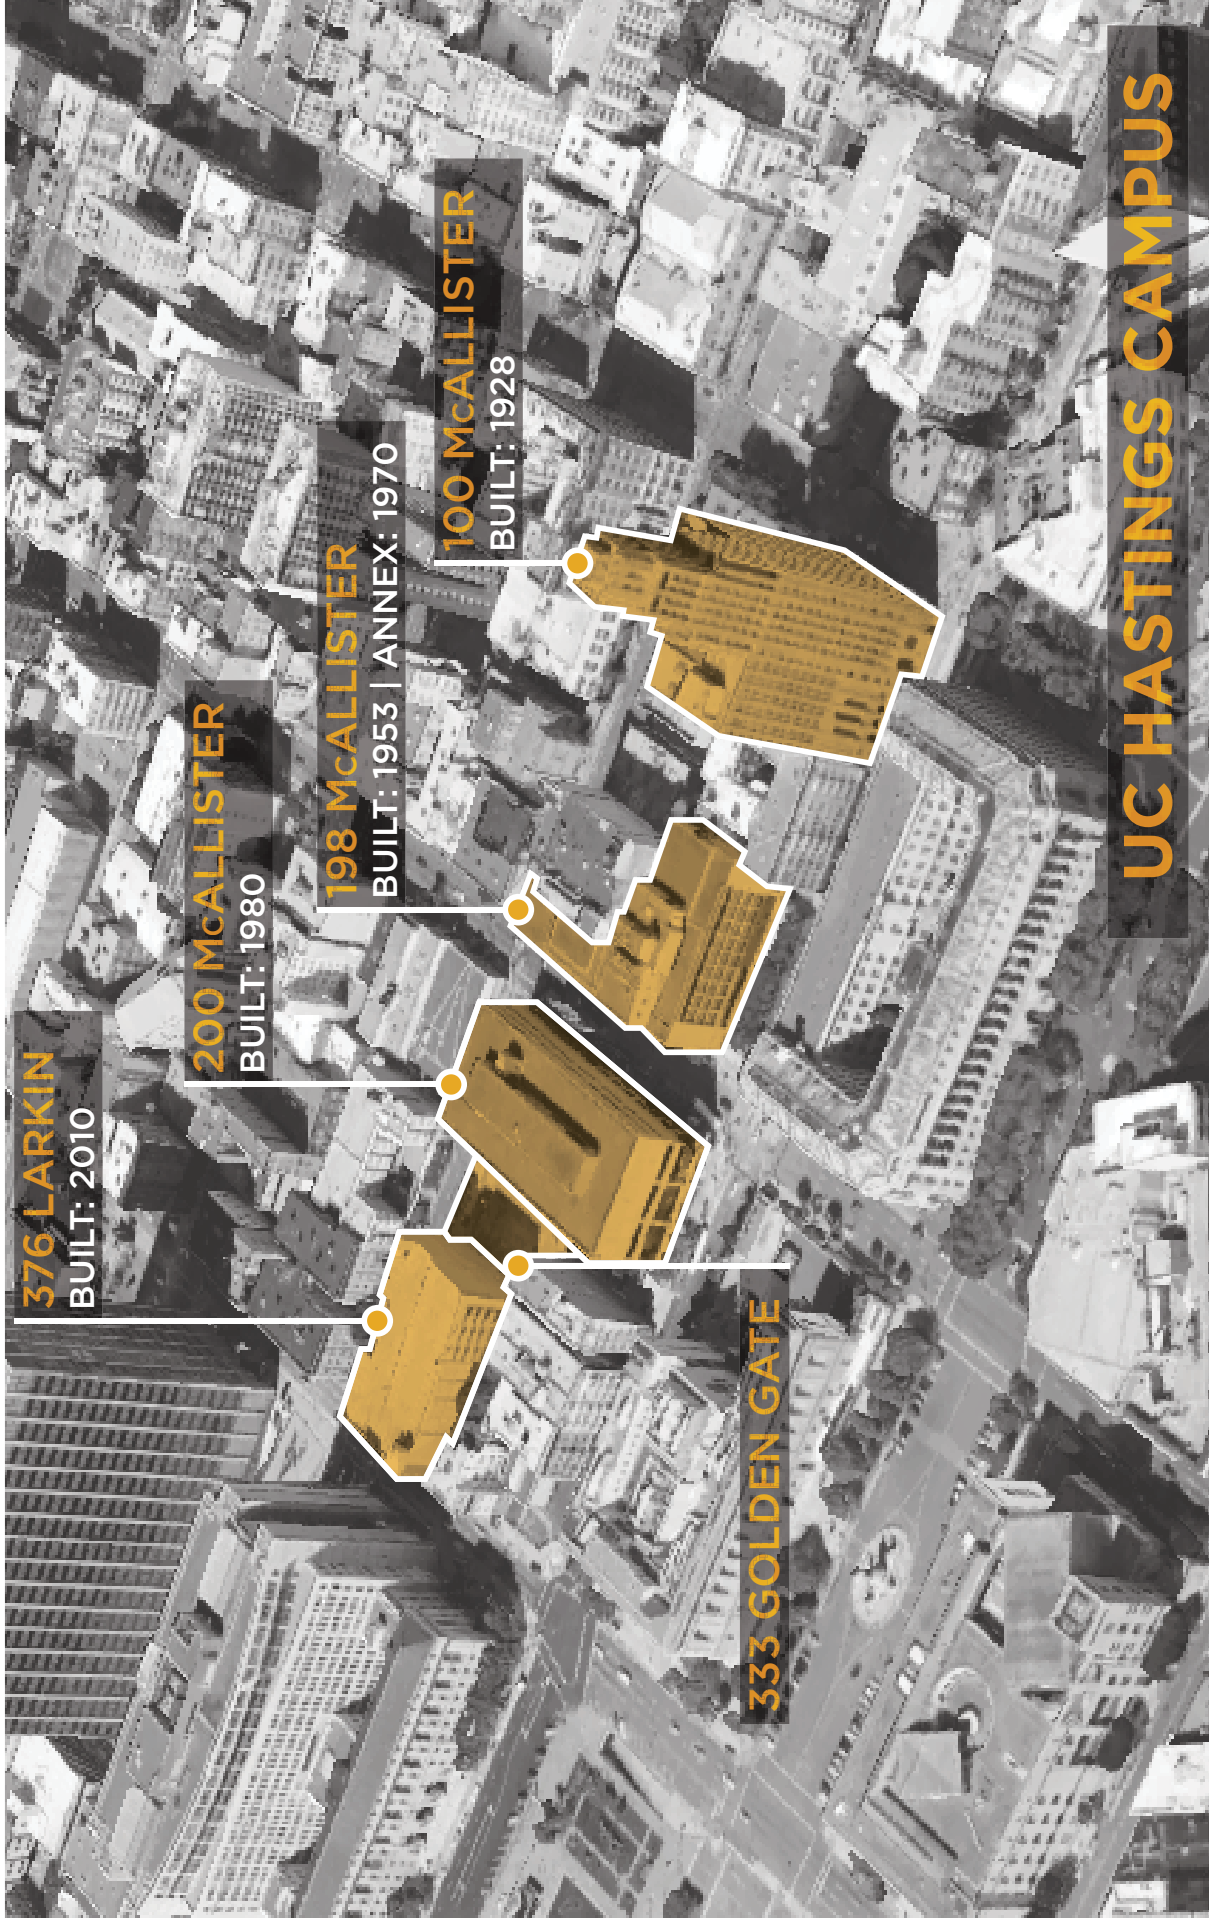 376 LARKIN
BUILT: 2010
200 McALLISTER
BUILT: 1980
198 McALLISTER
BUILT: 1953 | ANNEX: 1970
100 McALLISTER
BUILT: 1928
333 GOLDEN GATE
UC HASTINGS CAMPUS